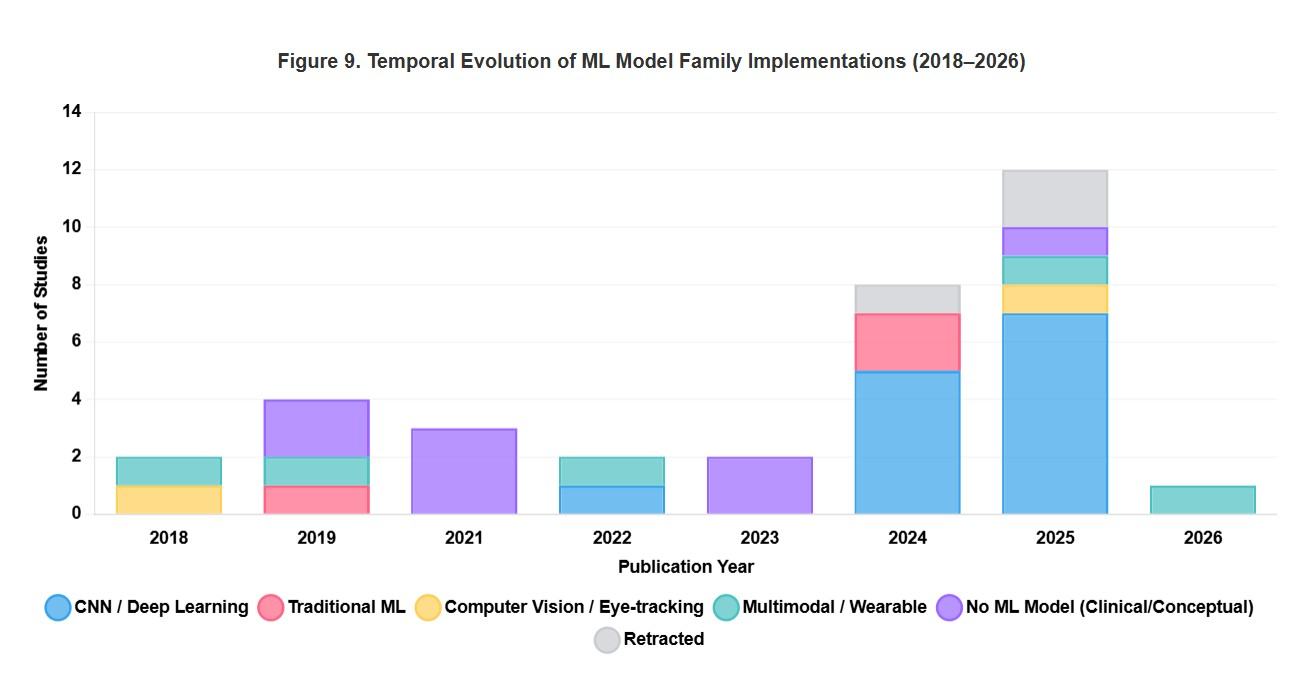 Figure 9. Temporal Evolution of ML Model Family Implementations (2018–2026)
14
12
10
8
6
4
2
0
Number of Studies
2018 2019 2021 2022 2023 2024 2025 2026
Publication Year
CNN / Deep Learning Traditional ML Computer Vision / Eye-tracking Multimodal / Wearable No ML Model (Clinical/Conceptual)
Retracted